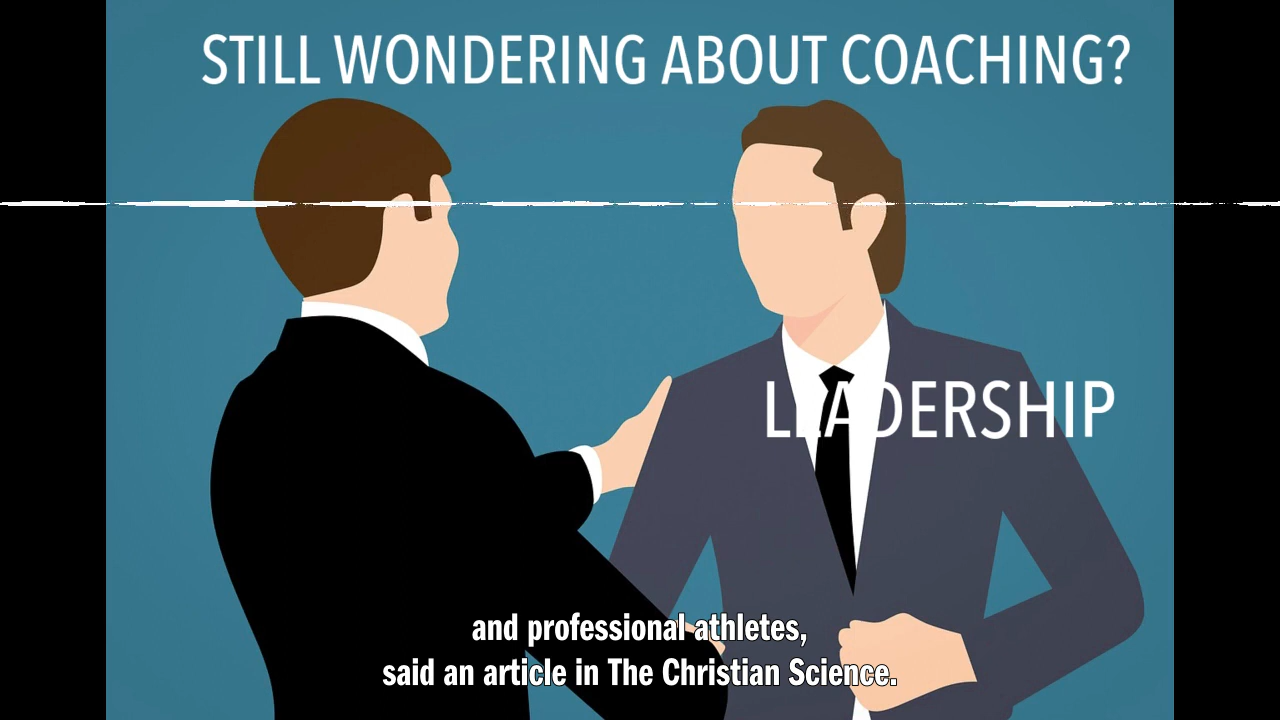 STILL WONDERING ABOUT COACHING?
LEADERSHIP
and professional athletes,
said an article in The Christian Science.